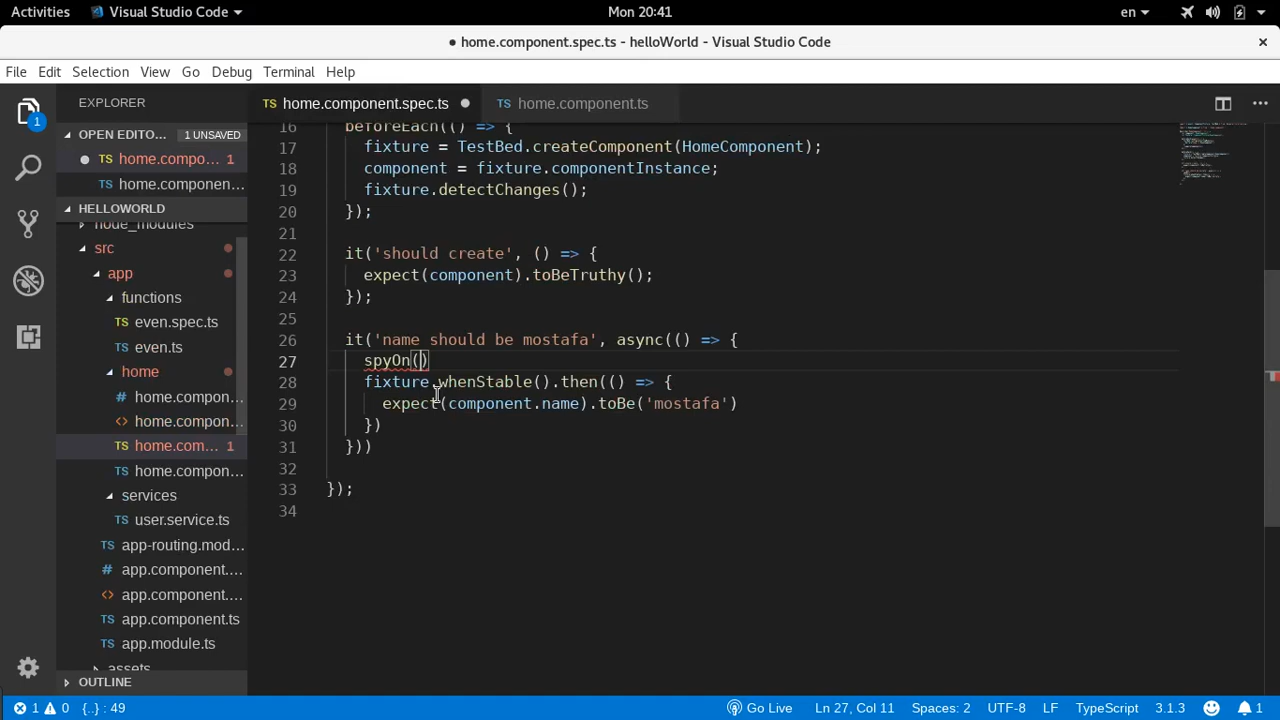 Activities Visual Studio Code Mon 20:41 en
home.component.spec.ts - helloWorld - Visual Studio Code
File Edit Selection View Go Debug Terminal Help
EXPLORER
home.component.spec.ts home.component.ts
OPEN EDITO... 1 UNSAVED
home.compo... 1
home.componen...
HELLOWORLD
node_modules
src
app
functions
even.spec.ts
even.ts
home
home.compon...
home.compon...
home.com... 1
home.compon...
services
user.service.ts
app-routing.mod...
app.component....
app.component....
app.component.ts
app.module.ts
assets
OUTLINE
16 beforeEach(() => {
17 fixture = TestBed.createComponent(HomeComponent);
18 component = fixture.componentInstance;
19 fixture.detectChanges();
20 });
21
22 it('should create', () => {
23 expect(component).toBeTruthy();
24 });
25
26 it('name should be mostafa', async(() => {
27 spyOn()
28 fixture.whenStable().then(() => {
29 expect(component.name).toBe('mostafa')
30 })
31 }))
32
33 });
34
1 0 {..} : 49 Go Live Ln 27, Col 11 Spaces: 2 UTF-8 LF TypeScript 3.1.3 1